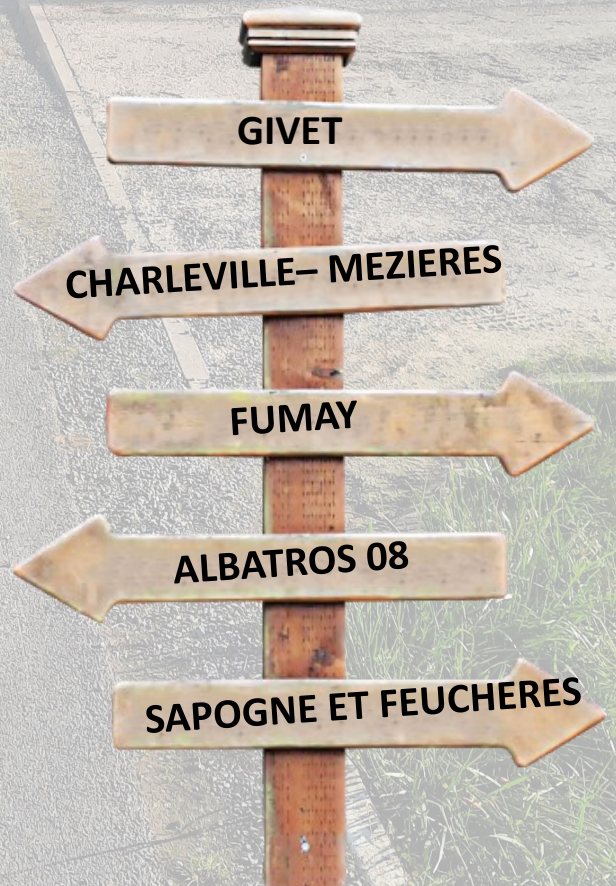 GIVET
CHARLEVILLE– MEZIERES
FUMAY
ALBATROS 08
SAPOGNE ET FEUCHERES